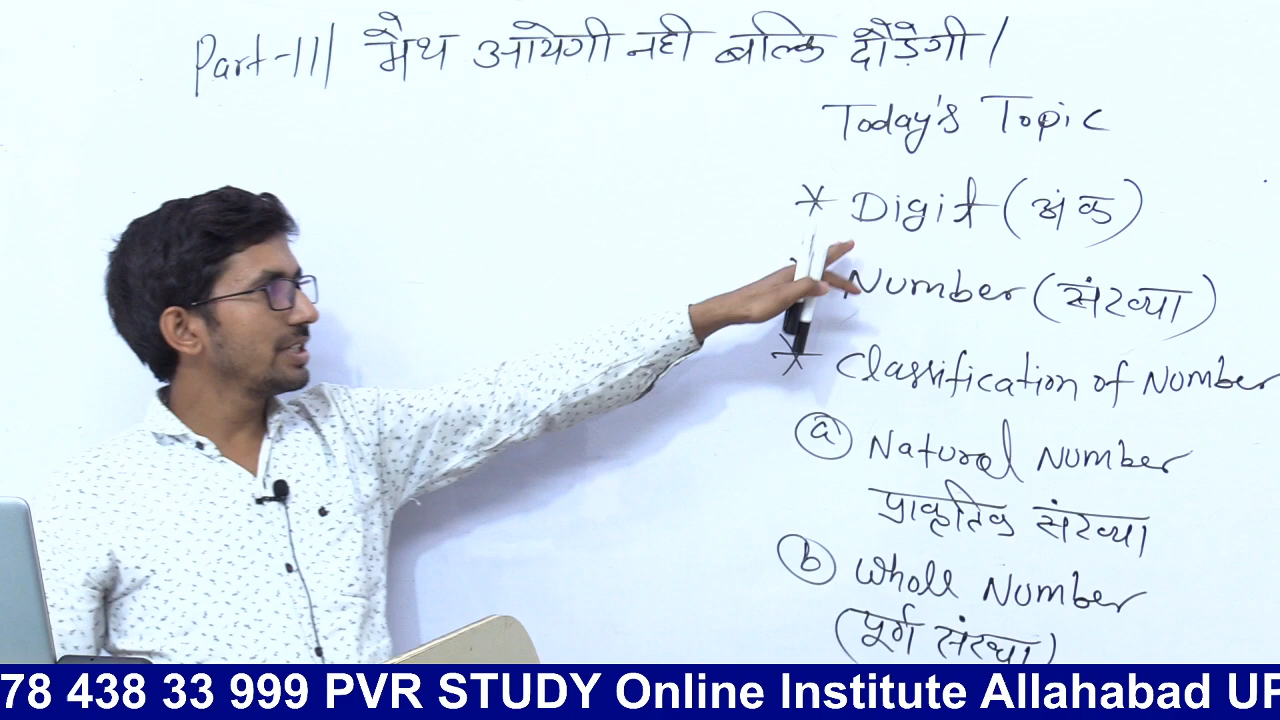 Part-III मैथ आयेगी नही बल्कि दौड़ेगी।
Today's Topic
* Digit (अंक)
Number (संख्या)
* Classification of Number
(a) Natural Number
प्राकृतिक संख्या
(b) Whole Number
(पूर्ण संख्या)
78 438 33 999 PVR STUDY Online Institute Allahabad UP